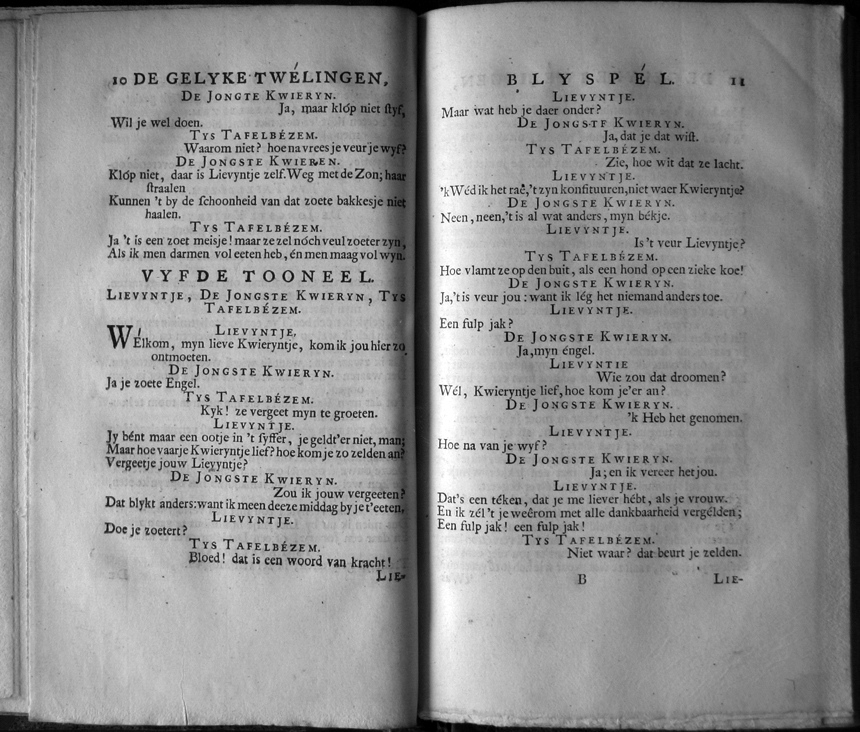 10 DE GELYKE TWÉLINGEN,
DE JONGTE KWIERYN.
Ja, maar klóp niet ſtyf,
Wil je wel doen.
TYS TAFELBÉZEM.
Waarom niet? hoe na vrees je veur je wyf?
DE JONGSTE KWIEREN.
Klóp niet, daar is Lievyntje zelf. Weg met de Zon; haar
ſtraalen
Kunnen 't by de ſchoonheid van dat zoete bakkesje niet
haalen.
TYS TAFELBÉZEM.
Ja 't is een zoet meisje! maar ze zel nóch veul zoeter zyn,
Als ik men darmen vol eeten heb, én men maag vol wyn.
VYFDE TOONEEL.
LIEVYNTJE, DE JONGSTE KWIERYN, TYS
TAFELBÉZEM.
LIEVYNTJE.
WÉlkom, myn lieve Kwieryntje, kom ik jou hier zo
ontmoeten.
DE JONGSTE KWIERYN.
Ja je zoete Engel.
TYS TAFELBÉZEM.
Kyk! ze vergeet myn te groeten.
LIEVYNTJE.
Jy bént maar een ootje in 't ſyffer, je geldt'er niet, man;
Maar hoe vaarje Kwieryntje lief? hoe kom je zo zelden an?
Vergeetje jouw Lievyntje?
DE JONGSTE KWIERYN.
Zou ik jouw vergeeten?
Dat blykt anders: want ik meen deeze middag by je t'eeten.
LIEVYNTJE.
Doe je zoetert?
TYS TAFELBÉZEM.
Bloed! dat is een woord van kracht!
LIE-
BLYSPÉL. 11
LIEVYNTJE.
Maar wat heb je daer onder?
DE JONGSTE KWIERYN.
Ja, dat je dat wiſt.
TYS TAFELBÉZEM.
Zie, hoe wit dat ze lacht.
LIEVYNTJE.
'k Wéd ik het raê, 't zyn konfituuren, niet waer Kwieryntje?
DE JONGSTE KWIERYN.
Neen, neen, 't is al wat anders, myn békje.
LIEVYNTJE.
Is 't veur Lievyntje?
TYS TAFELBÉZEM.
Hoe vlamt ze op den buit, als een hond op een zieke koe!
DE JONGSTE KWIERYN.
Ja, 't is veur jou: want ik lég het niemand anders toe.
LIEVYNTJE.
Een fulp jak?
DE JONGSTE KWIERYN.
Ja, myn éngel.
LIEVYNTIE
Wie zou dat droomen?
Wél, Kwieryntje lief, hoe kom je'er an?
DE JONGSTE KWIERYN.
'k Heb het genomen.
LIEVYNTJE.
Hoe na van je wyf?
DE JONGSTE KWIERYN.
Ja; en ik vereer het jou.
LIEVYNTJE.
Dat's een téken, dat je me liever hébt, als je vrouw.
En ik zél 't je weêrom met alle dankbaarheid vergélden;
Een fulp jak! een fulp jak!
TYS TAFELBÉZEM.
Niet waar? dat beurt je zelden.
B LIE-